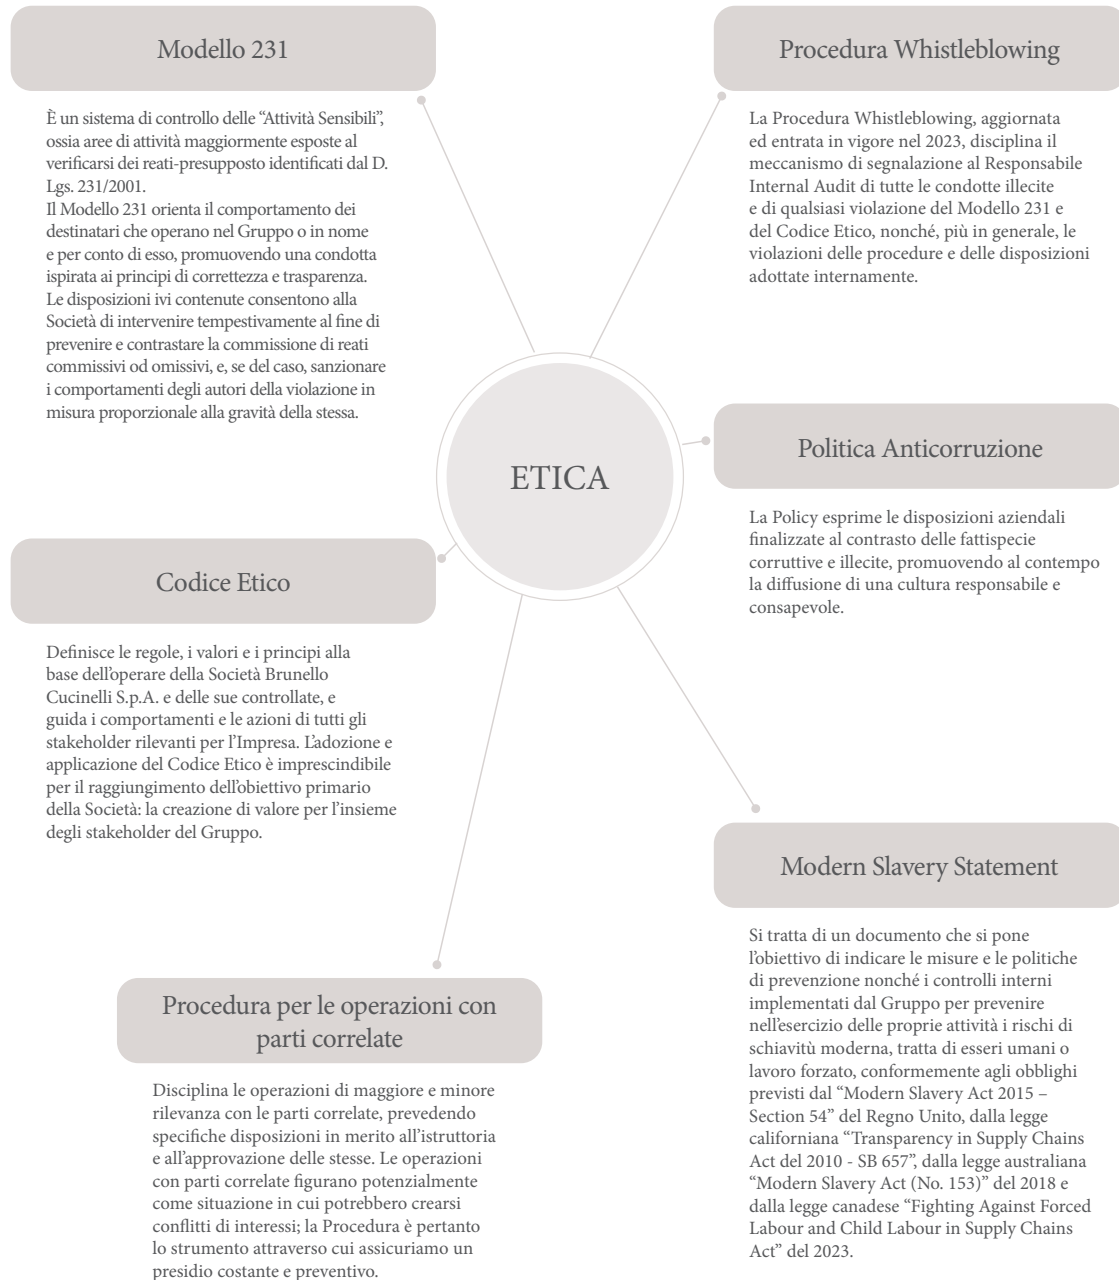 Modello 231
È un sistema di controllo delle “Attività Sensibili”,
ossia aree di attività maggiormente esposte al
verificarsi dei reati-presupposto identificati dal D.
Lgs. 231/2001.
Il Modello 231 orienta il comportamento dei
destinatari che operano nel Gruppo o in nome
e per conto di esso, promuovendo una condotta
ispirata ai principi di correttezza e trasparenza.
Le disposizioni ivi contenute consentono alla
Società di intervenire tempestivamente al fine di
prevenire e contrastare la commissione di reati
commissivi od omissivi, e, se del caso, sanzionare
i comportamenti degli autori della violazione in
misura proporzionale alla gravità della stessa.
Procedura Whistleblowing
La Procedura Whistleblowing, aggiornata
ed entrata in vigore nel 2023, disciplina il
meccanismo di segnalazione al Responsabile
Internal Audit di tutte le condotte illecite
e di qualsiasi violazione del Modello 231 e
del Codice Etico, nonché, più in generale, le
violazioni delle procedure e delle disposizioni
adottate internamente.
ETICA
Politica Anticorruzione
La Policy esprime le disposizioni aziendali
finalizzate al contrasto delle fattispecie
corruttive e illecite, promuovendo al contempo
la diffusione di una cultura responsabile e
consapevole.
Codice Etico
Definisce le regole, i valori e i principi alla
base dell’operare della Società Brunello
Cucinelli S.p.A. e delle sue controllate, e
guida i comportamenti e le azioni di tutti gli
stakeholder rilevanti per l’Impresa. L’adozione e
applicazione del Codice Etico è imprescindibile
per il raggiungimento dell’obiettivo primario
della Società: la creazione di valore per l’insieme
degli stakeholder del Gruppo.
Modern Slavery Statement
Si tratta di un documento che si pone
l’obiettivo di indicare le misure e le politiche
di prevenzione nonché i controlli interni
implementati dal Gruppo per prevenire
nell’esercizio delle proprie attività i rischi di
schiavitù moderna, tratta di esseri umani o
lavoro forzato, conformemente agli obblighi
previsti dal “Modern Slavery Act 2015 –
Section 54” del Regno Unito, dalla legge
californiana “Transparency in Supply Chains
Act del 2010 - SB 657”, dalla legge australiana
“Modern Slavery Act (No. 153)” del 2018 e
dalla legge canadese “Fighting Against Forced
Labour and Child Labour in Supply Chains
Act” del 2023.
Procedura per le operazioni con
parti correlate
Disciplina le operazioni di maggiore e minore
rilevanza con le parti correlate, prevedendo
specifiche disposizioni in merito all’istruttoria
e all’approvazione delle stesse. Le operazioni
con parti correlate figurano potenzialmente
come situazione in cui potrebbero crearsi
conflitti di interessi; la Procedura è pertanto
lo strumento attraverso cui assicuriamo un
presidio costante e preventivo.